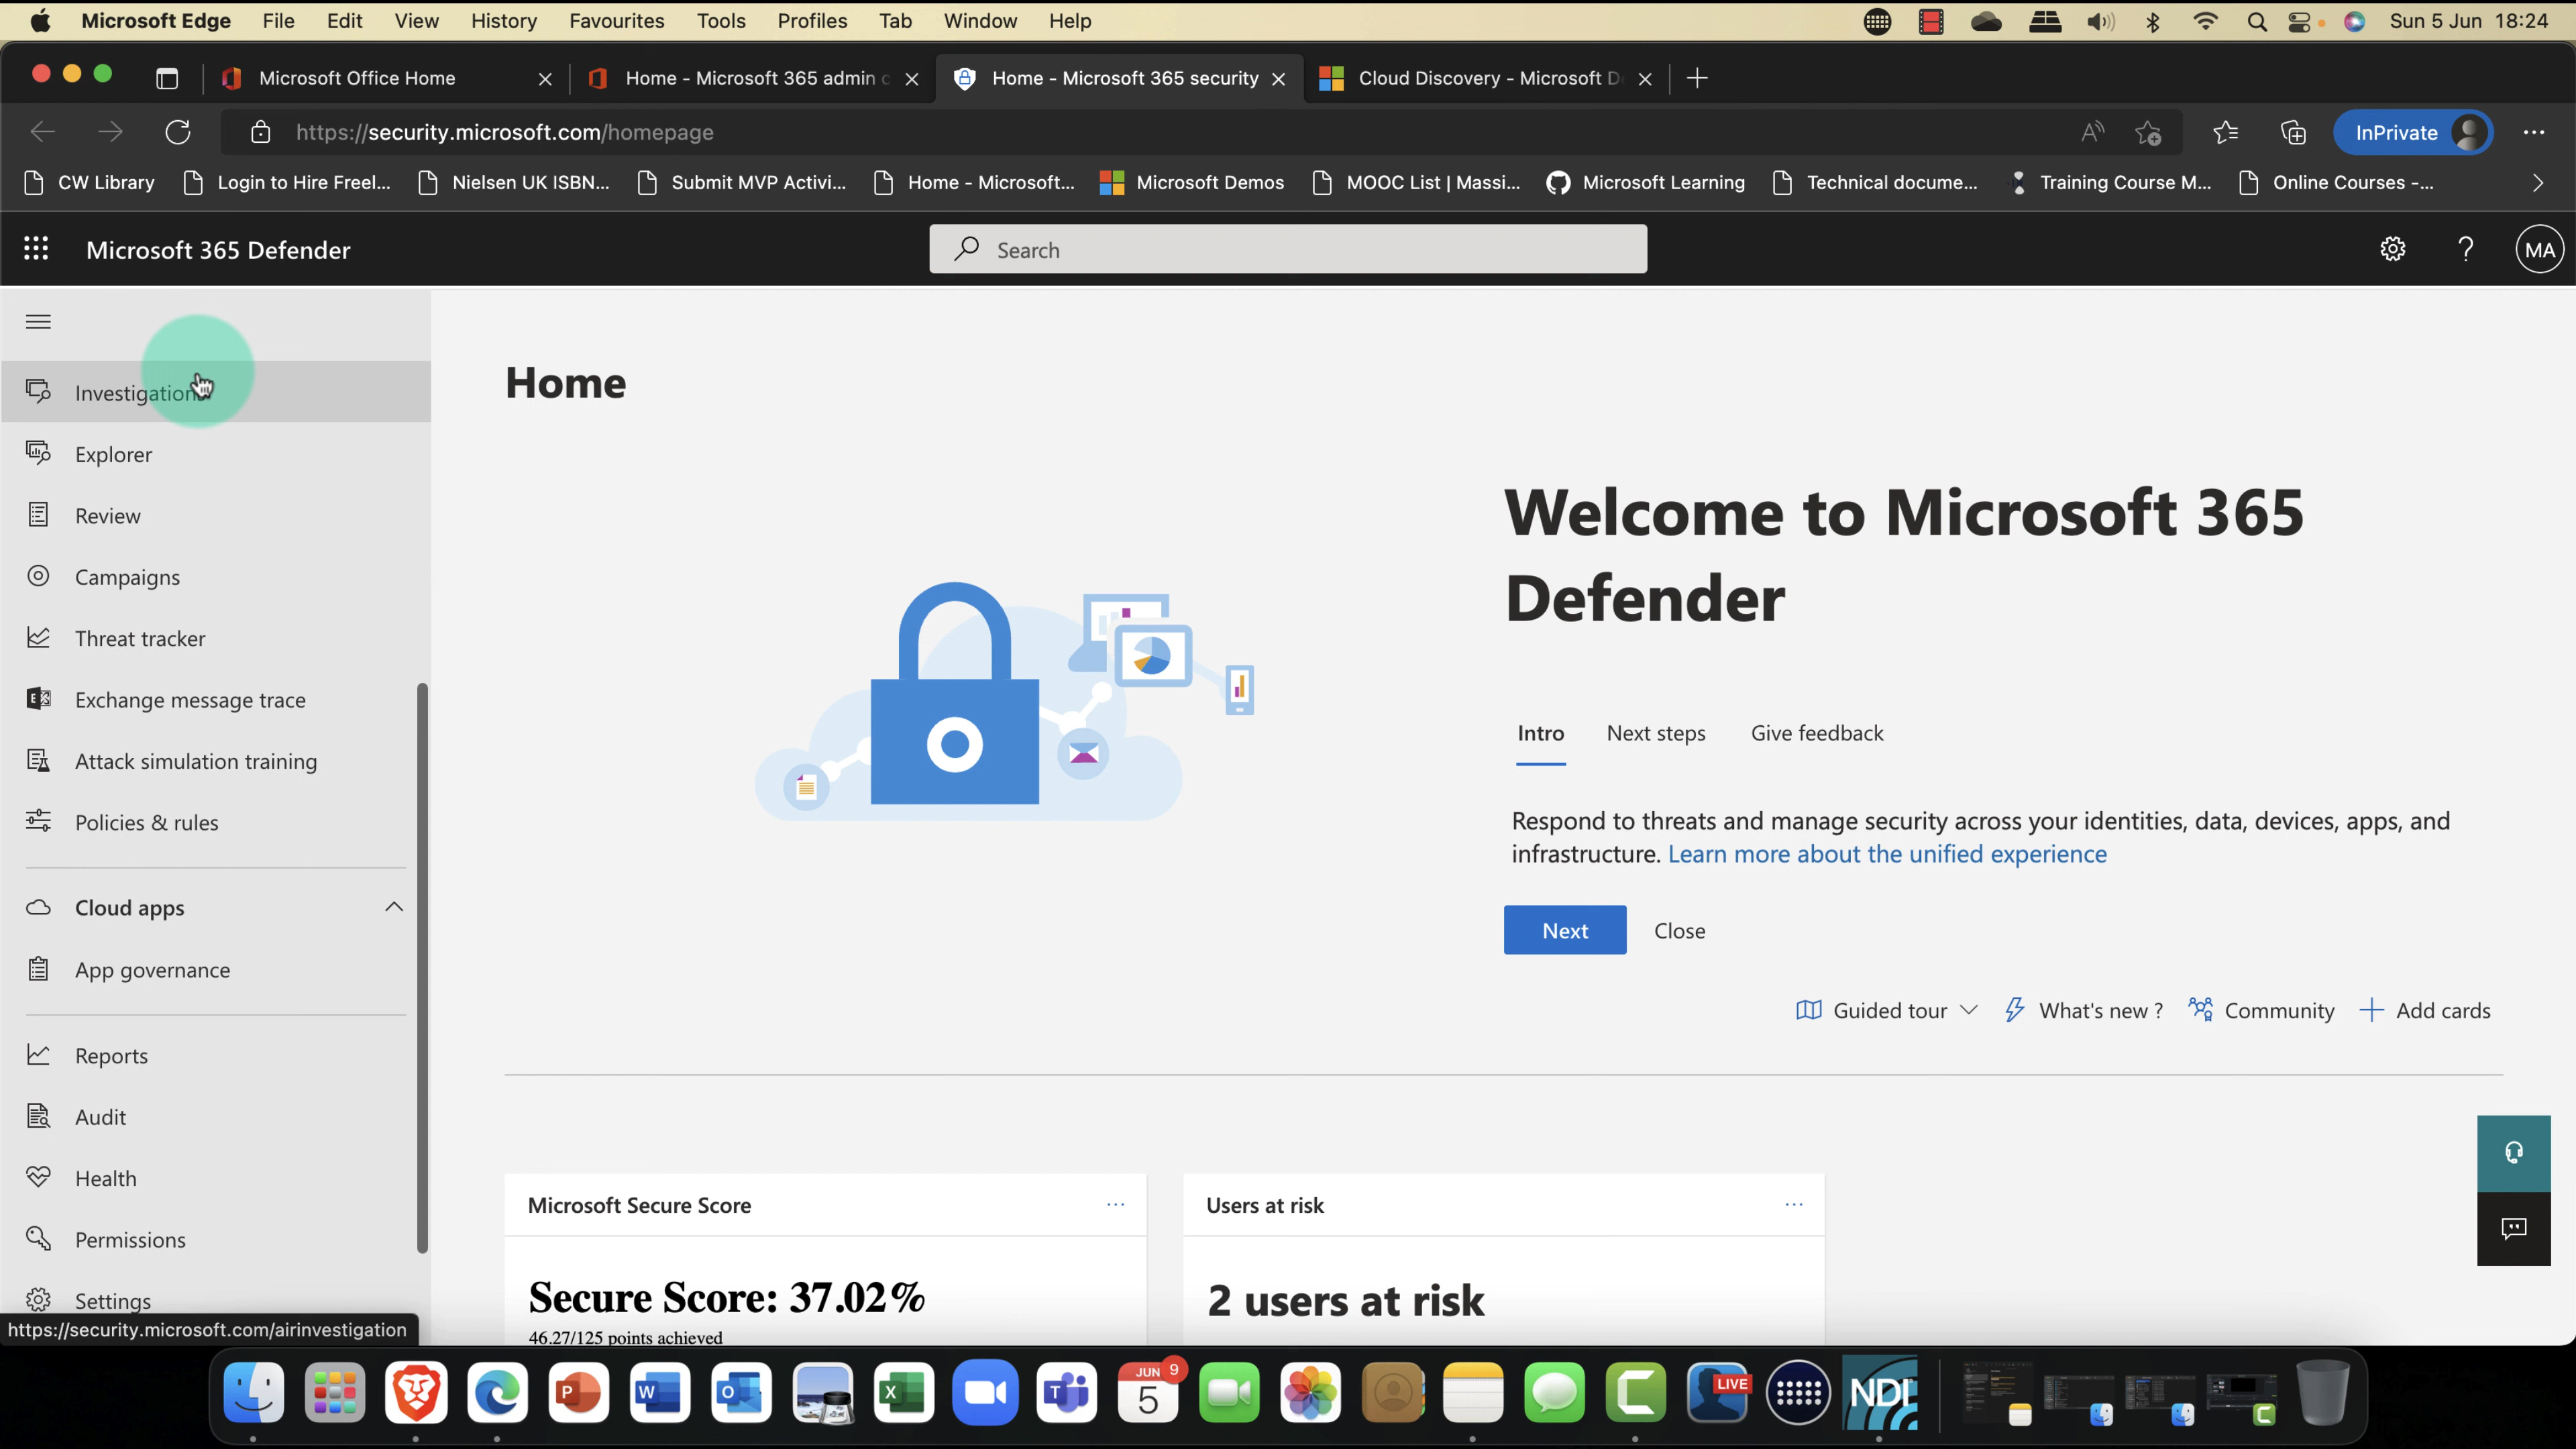 Microsoft Edge File Edit View History Favourites Tools Profiles Tab Window Help Sun 5 Jun 18:24
Microsoft Office Home Home - Microsoft 365 admin c Home - Microsoft 365 security Cloud Discovery - Microsoft D
https://security.microsoft.com/homepage InPrivate
CW Library Login to Hire Freel... Nielsen UK ISBN... Submit MVP Activi... Home - Microsoft... Microsoft Demos MOOC List | Massi... Microsoft Learning Technical docume... Training Course M... Online Courses -...
Microsoft 365 Defender Search MA
Investigations
Explorer
Review
Campaigns
Threat tracker
Exchange message trace
Attack simulation training
Policies & rules
Cloud apps
App governance
Reports
Audit
Health
Permissions
Settings
https://security.microsoft.com/airinvestigation
Home
Welcome to Microsoft 365
Defender
Intro Next steps Give feedback
Respond to threats and manage security across your identities, data, devices, apps, and
infrastructure. Learn more about the unified experience
Next Close
Guided tour What's new ? Community Add cards
Microsoft Secure Score
Secure Score: 37.02%
46.27/125 points achieved
Users at risk
2 users at risk
P W O X T JUN 9
5
LIVE NDI